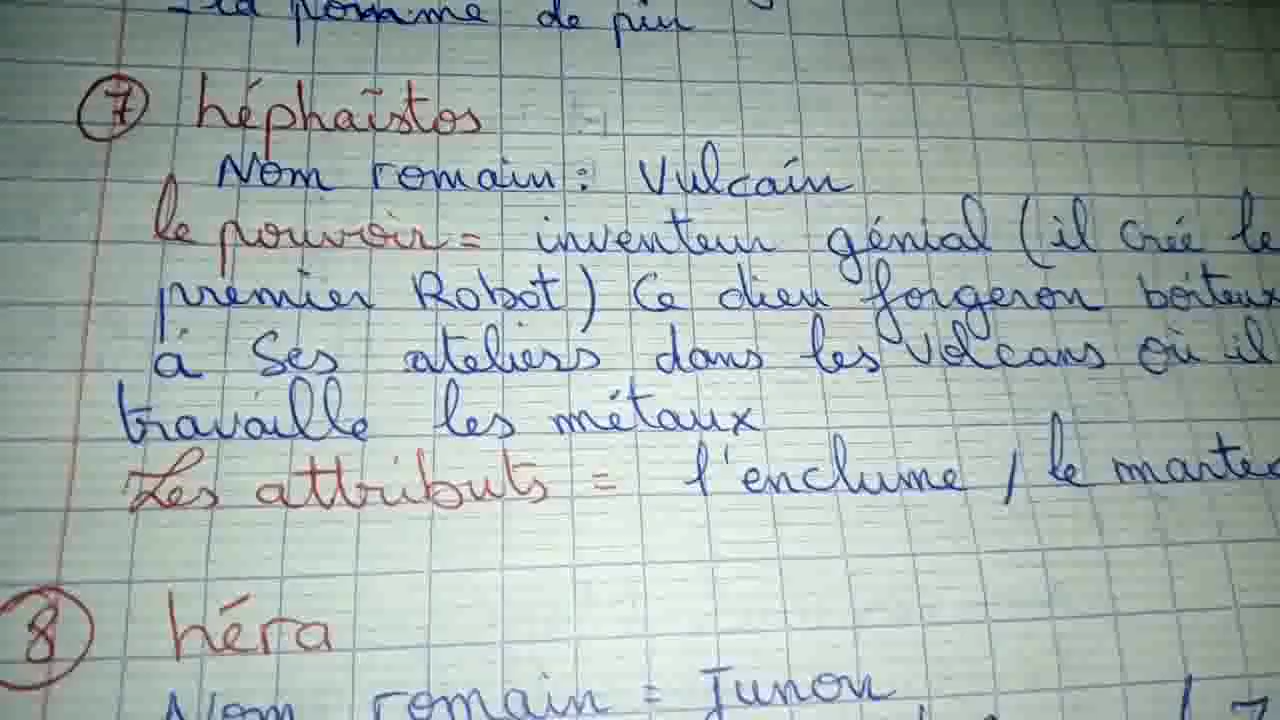 la pomme de pin
7 héphaïstos
Nom romain : Vulcain
le pouvoir = inventeur génial (il crée le
premier Robot) Ce dieu forgeron boiteux
à Ses ateliers dans les Volcans où il
travaille les métaux
Les attributs = l'enclume / le marteau
8 héra
Nom romain = Junon